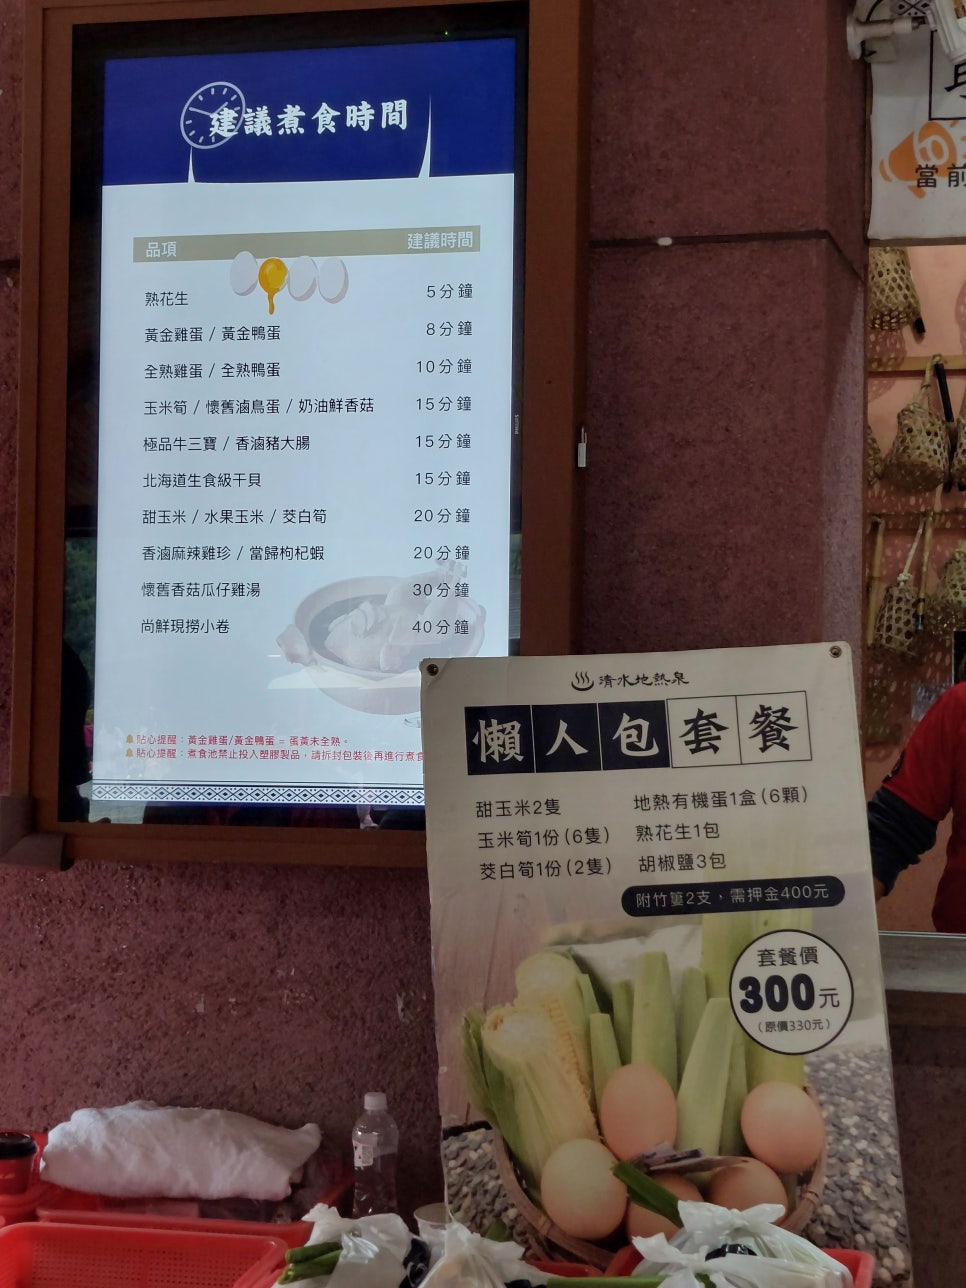 建議煮食時間
品項 建議時間
熟花生 5分鐘
黃金雞蛋 / 黃金鴨蛋 8分鐘
全熟雞蛋 / 全熟鴨蛋 10分鐘
玉米筍 / 懷舊滷鳥蛋 / 奶油鮮香菇 15分鐘
極品牛三寶 / 香滷豬大腸 15分鐘
北海道生食級干貝 15分鐘
甜玉米 / 水果玉米 / 茭白筍 20分鐘
香滷麻辣雞珍 / 當歸枸杞蝦 20分鐘
懷舊香菇瓜仔雞湯 30分鐘
尚鮮現撈小卷 40分鐘
貼心提醒：黃金雞蛋/黃金鴨蛋 = 蛋黃未全熟。
貼心提醒：煮食池禁止投入塑膠製品，請拆封包裝後再進行煮食
當前
清水地熱泉
懶人包套餐
甜玉米2隻 地熱有機蛋1盒(6顆)
玉米筍1份(6隻) 熟花生1包
茭白筍1份(2隻) 胡椒鹽3包
附竹簍2支，需押金400元
套餐價
300元
(原價330元)